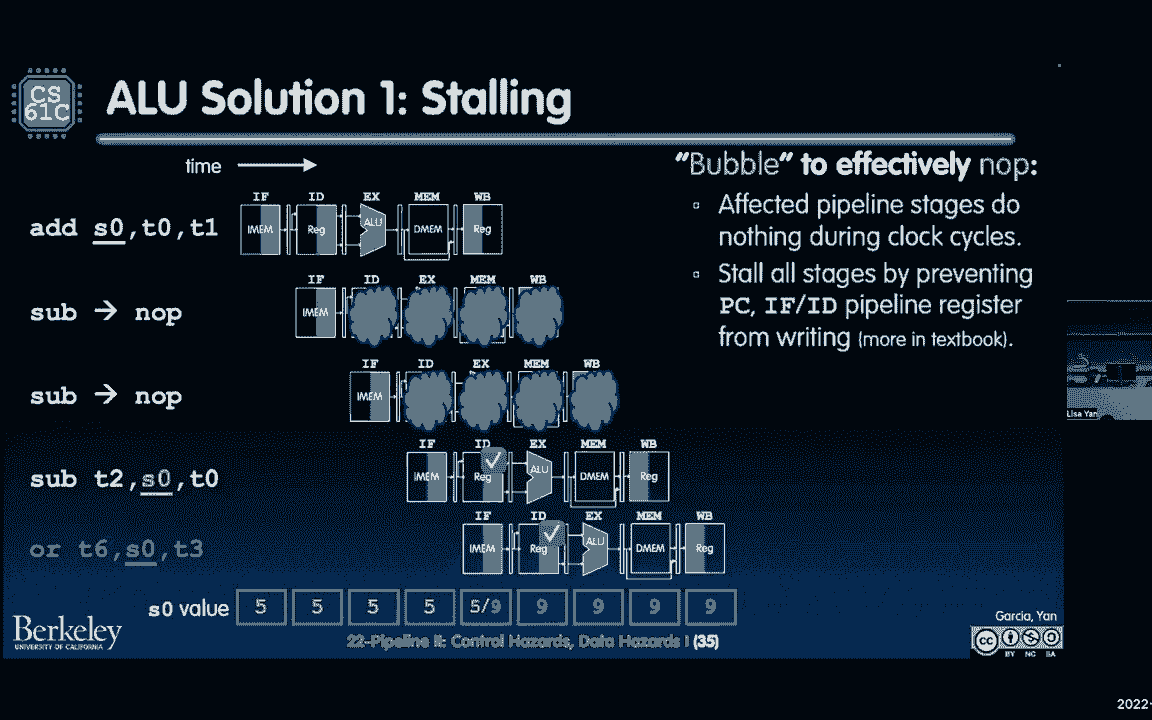 CS
61C
ALU Solution 1: Stalling
time
IF ID EX MEM WB
add s0,t0,t1
IMEM Reg ALU DMEM Reg
IF ID EX MEM WB
sub → nop
IMEM
IF ID EX MEM WB
sub → nop
IMEM
IF ID EX MEM WB
sub t2,s0,t0
IMEM Reg ALU DMEM Reg
IF ID EX MEM WB
or t6,s0,t3
IMEM Reg ALU DMEM Reg
s0 value 5 5 5 5 5/9 9 9 9 9
"Bubble" to effectively nop:
Affected pipeline stages do
nothing during clock cycles.
Stall all stages by preventing
PC, IF/ID pipeline register
from writing (more in textbook).
Lisa Yan
Berkeley
UNIVERSITY OF CALIFORNIA
22-Pipeline II: Control Hazards, Data Hazards I (35)
Garcia, Yan
cc
BY NC SA
2022-